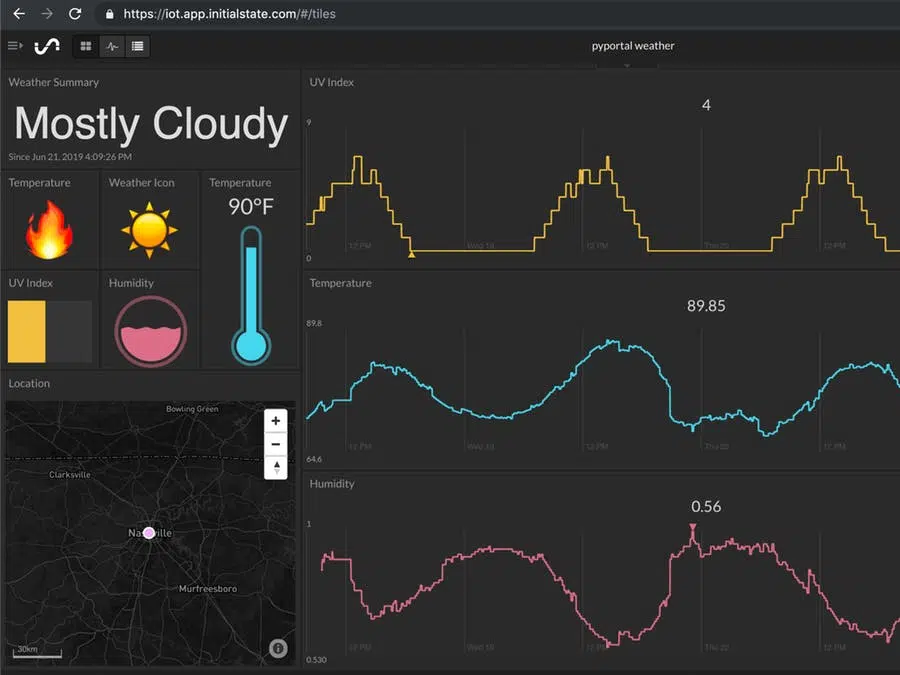 https://iot.app.initialstate.com/#/tiles
pyportal weather
Weather Summary
Mostly Cloudy
Since Jun 21, 2019 4:09:26 PM
Temperature
Weather Icon
Temperature
90°F
UV Index
Humidity
Location
Bowling Green
Clarksville
Nashville
Murfreesboro
30km
+
−
UV Index
4
9
0
12 PM
Wed 19
12 PM
Thu 20
12 PM
Temperature
89.85
89.8
64.6
12 PM
Wed 19
12 PM
Thu 20
12 PM
Humidity
0.56
1
0.530
12 PM
Wed 19
12 PM
Thu 20
12 PM